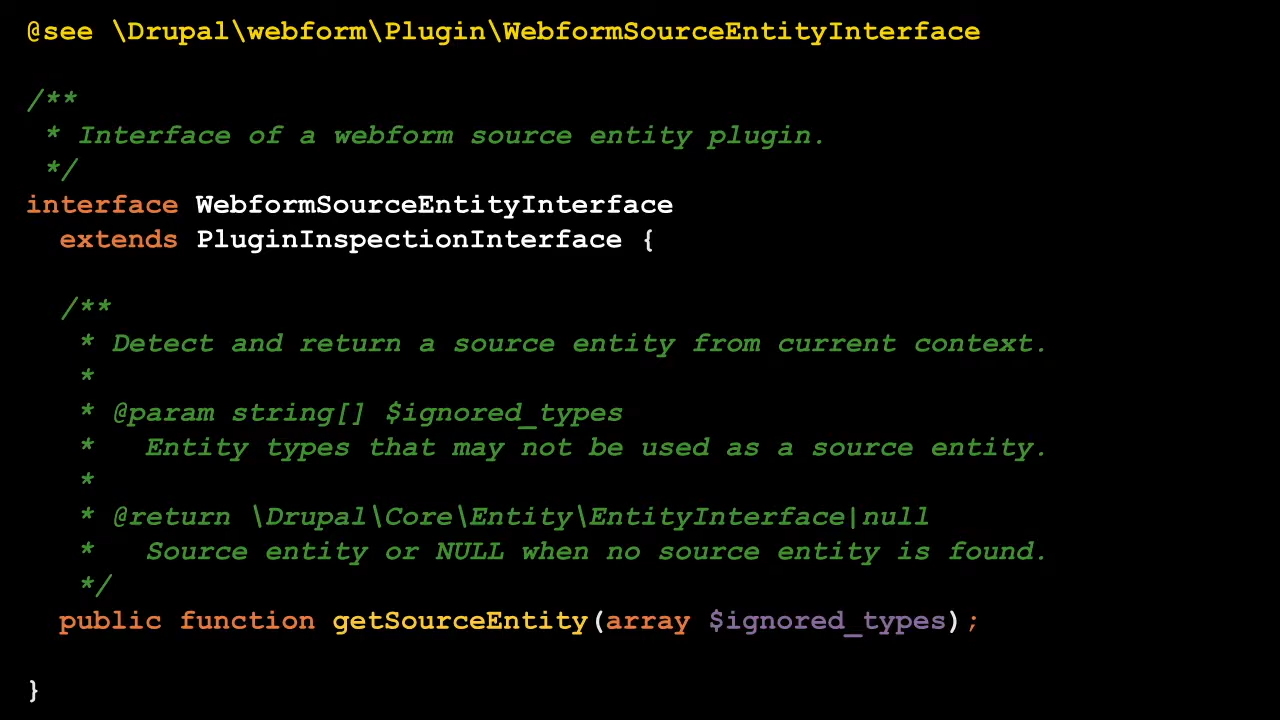 @see \Drupal\webform\Plugin\WebformSourceEntityInterface
/**
 * Interface of a webform source entity plugin.
 */
interface WebformSourceEntityInterface
  extends PluginInspectionInterface {
  /**
   * Detect and return a source entity from current context.
   *
   * @param string[] $ignored_types
   *   Entity types that may not be used as a source entity.
   *
   * @return \Drupal\Core\Entity\EntityInterface|null
   *   Source entity or NULL when no source entity is found.
   */
  public function getSourceEntity(array $ignored_types);
}